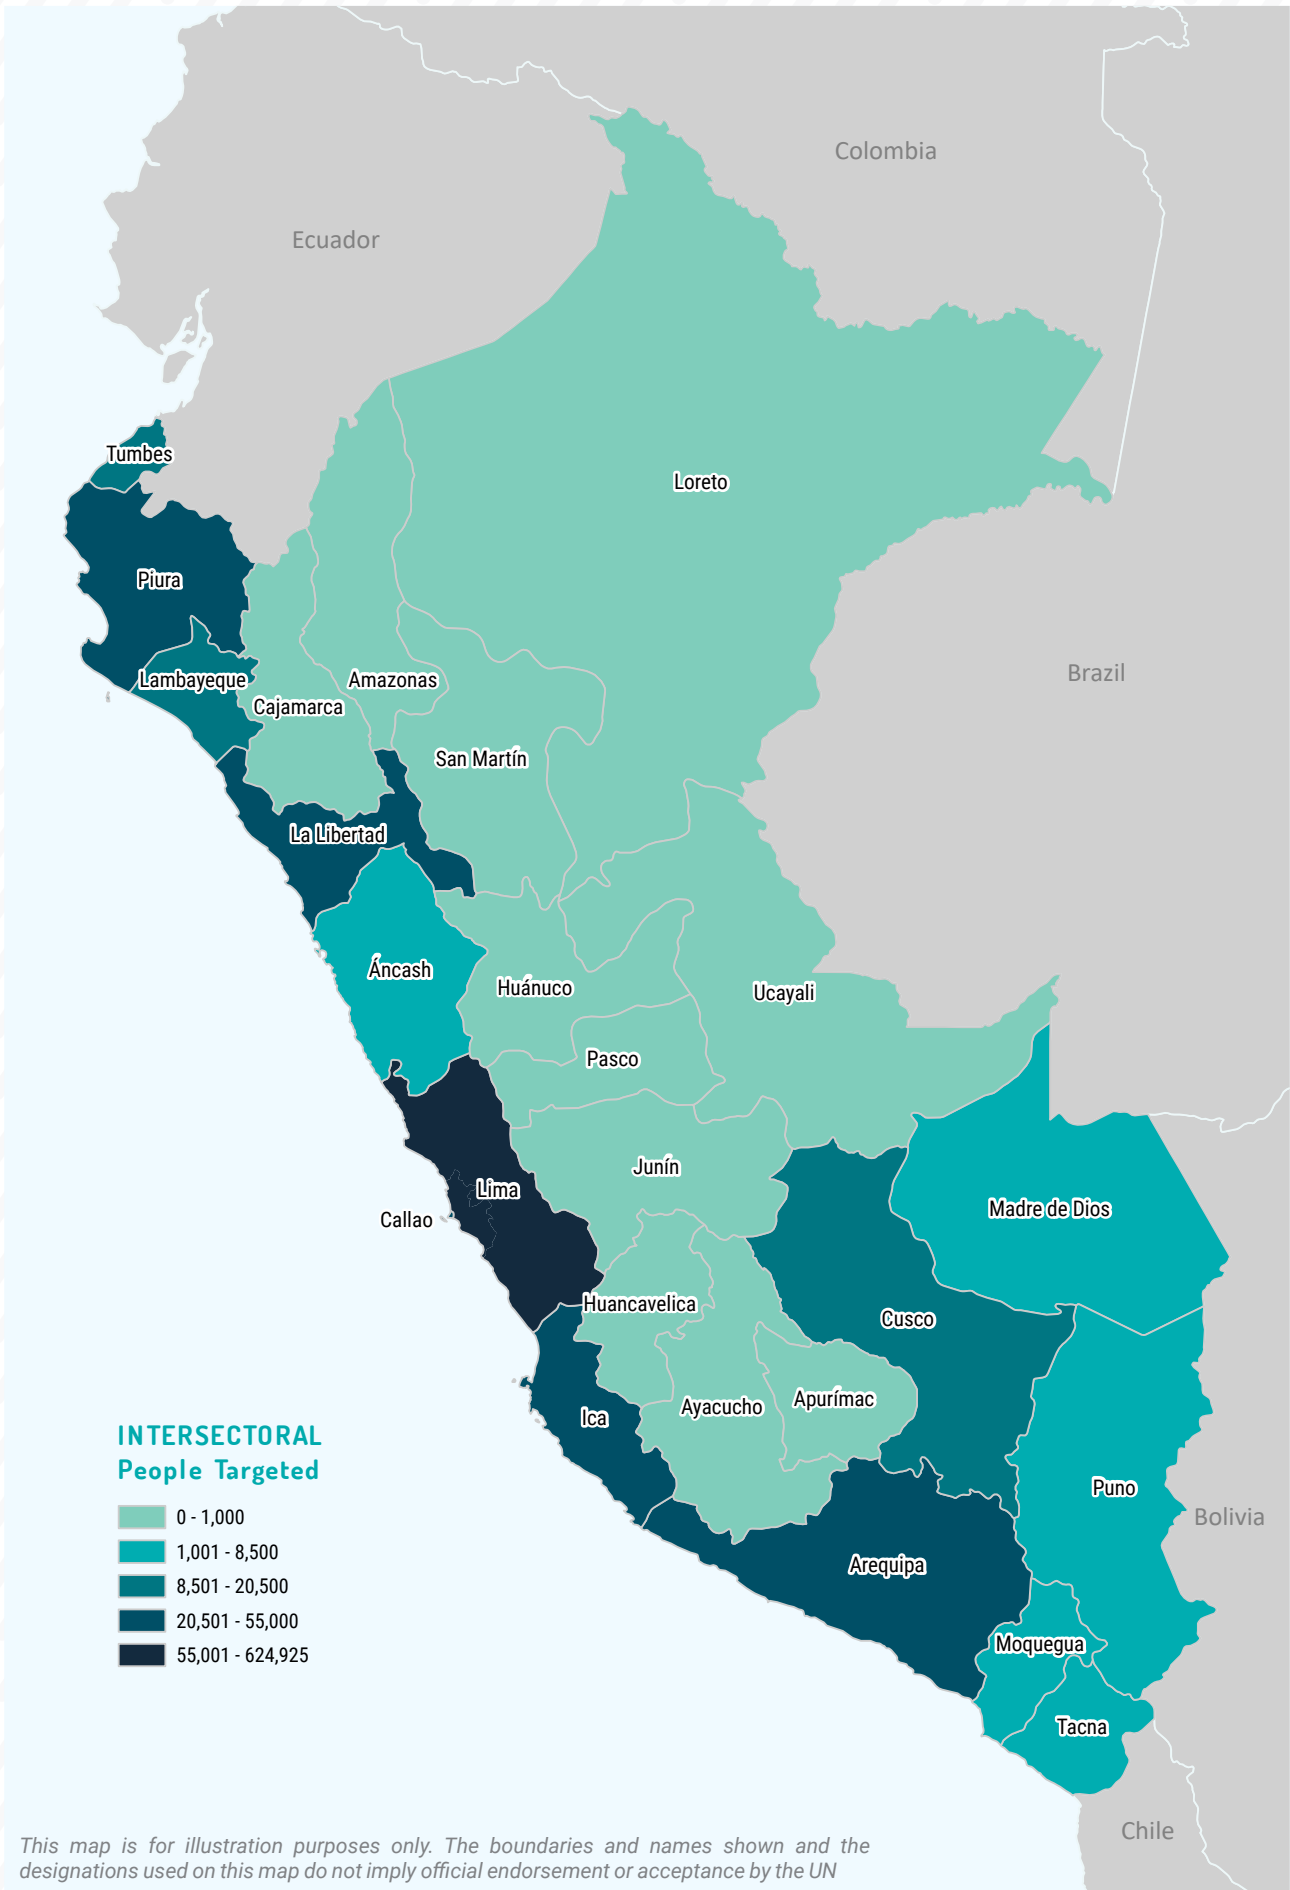 Colombia
Ecuador
Tumbes
Loreto
Piura
Brazil
Lambayeque
Amazonas
Cajamarca
San Martín
La Libertad
Áncash
Huánuco
Ucayali
Pasco
Junín
Lima
Madre de Dios
Callao
Huancavelica
Cusco
Apurímac
Ayacucho
Ica
INTERSECTORAL
People Targeted
0 - 1,000
1,001 - 8,500
8,501 - 20,500
20,501 - 55,000
55,001 - 624,925
Puno
Bolivia
Arequipa
Moquegua
Tacna
Chile
This map is for illustration purposes only. The boundaries and names shown and the
designations used on this map do not imply official endorsement or acceptance by the UN